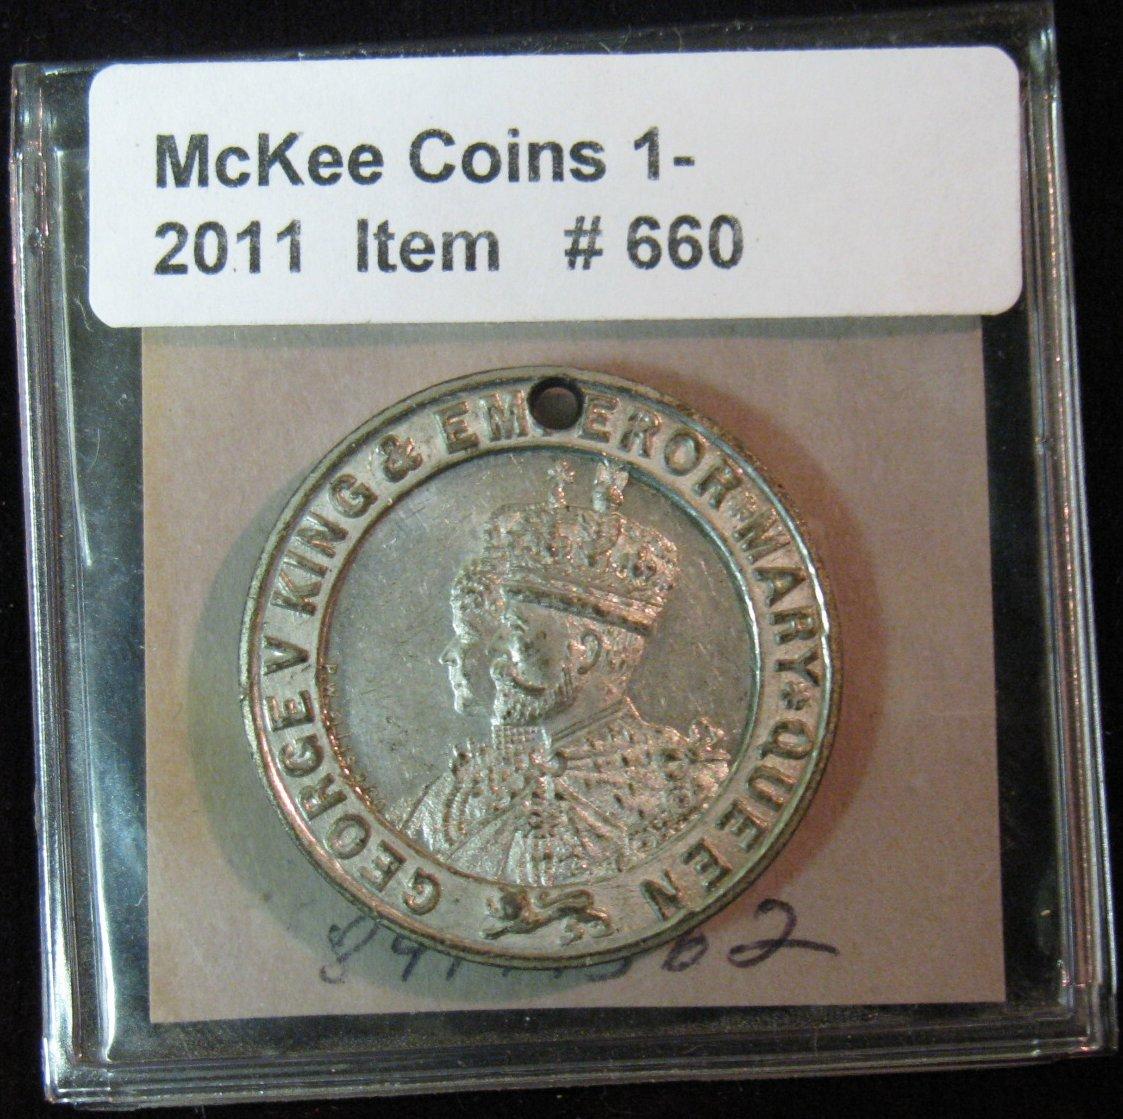 McKee Coins 1-
2011 Item # 660
GEORGE V KING & EMPEROR * MARY * QUEEN